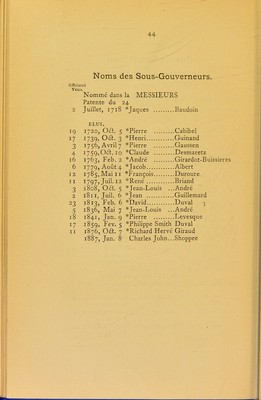 44
Noms des Sous-Gouverneurs.
Officient
Years.
Nommé dans la MESSIEURS
Patente du 24
2 Juillet, 1718 *Jaques ......... Baudoin
ELUS.
19 1720, Oct. 5 *Pierre ......... Cabibel
17 1739, Oct. 3 *Henri ......... Guinand
3 1756, Avril 7 *Pierre ......... Gaussen
4 1759, Oct. 10 *Claude ......... Desmarets
16 1763, Feb. 2 *André ......... Girardot-Buissieres
6 1779, Août 4 *Jacob ......... Albert
12 1785, Mai 11 *François ...... Duroure
11 1797, Juil. 12 *René ......... Briand
3 1808, Oct. 5 *Jean-Louis ... André
2 1811, Juil. 6 *Jean ......... Guillemard
23 1813, Feb. 6 *David ......... Duval
5 1836, Mai 7 *Jean-Louis ... André
18 1841, Jan. 9 *Pierre ......... Levesque
17 1859, Fev. 5 *Philippe Smith Duval
11 1876, Oct. 7 *Richard Hervé Giraud
1887, Jan. 8 Charles John... Shoppee